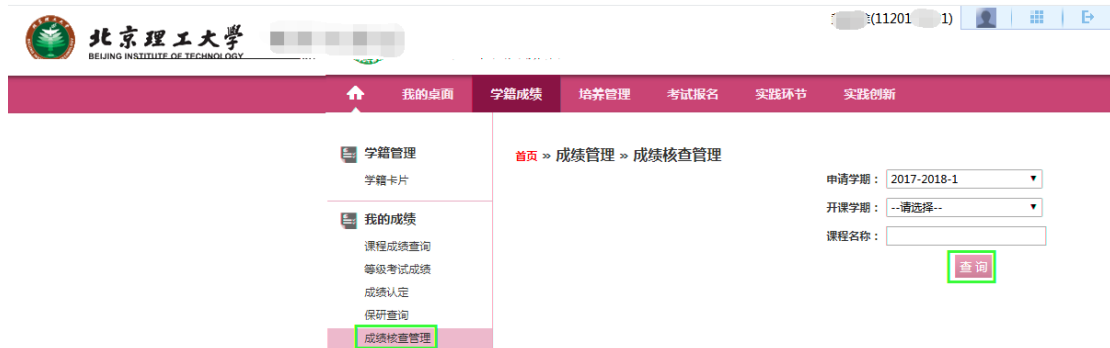 北京理工大学
BEIJING INSTITUTE OF TECHNOLOGY
(11201 1)
我的桌面 学籍成绩 培养管理 考试报名 实践环节 实践创新
学籍管理
学籍卡片
我的成绩
课程成绩查询
等级考试成绩
成绩认定
保研查询
成绩核查管理
首页 » 成绩管理 » 成绩核查管理
申请学期： 2017-2018-1
开课学期： --请选择--
课程名称：
查 询